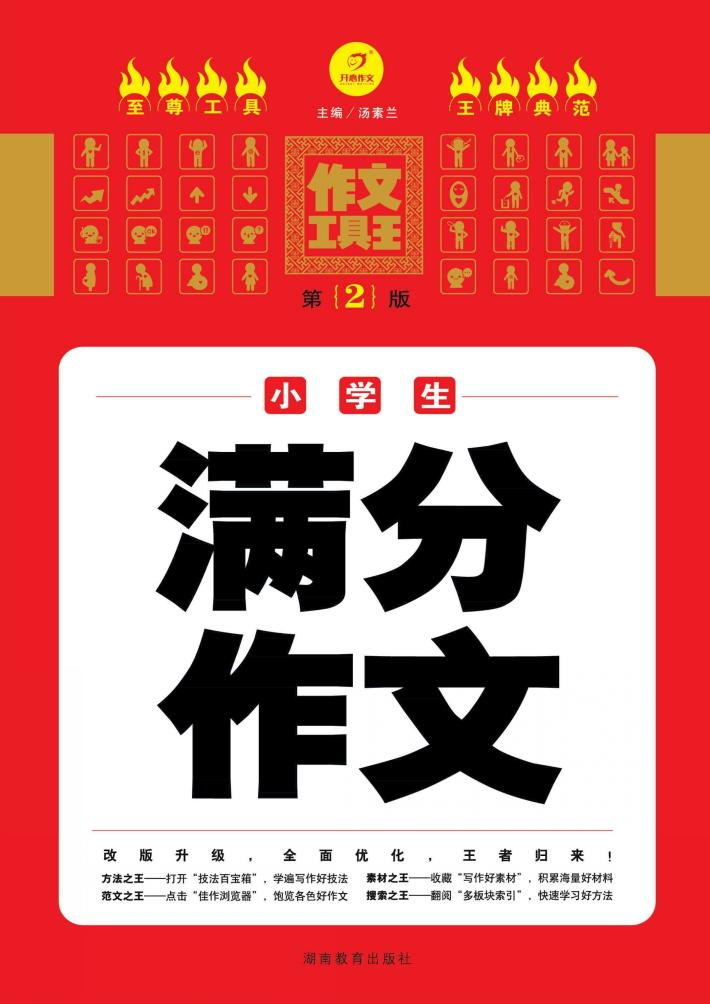 开心作文
至尊工具
王牌典范
主编／汤素兰
作文
工具王
第{2}版
小学生
满分
作文
改版升级，全面优化，王者归来！
方法之王——打开“技法百宝箱”，学遍写作好技法
素材之王——收藏“写作好素材”，积累海量好材料
范文之王——点击“佳作浏览器”，饱览各色好作文
搜索之王——翻阅“多板块索引”，快速学习好方法
湖南教育出版社